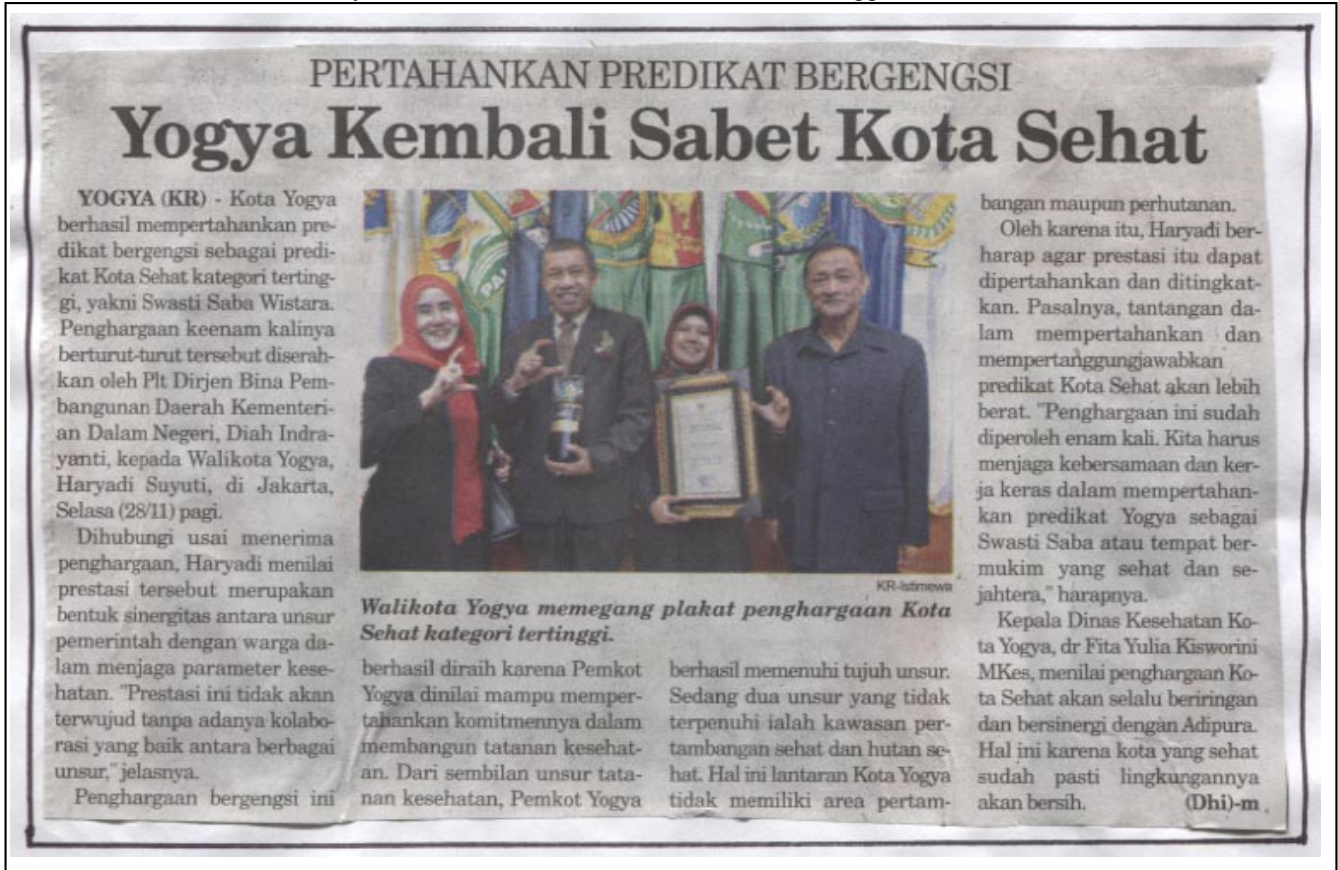 PERTAHANKAN PREDIKAT BERGENGSI
Yogya Kembali Sabet Kota Sehat
YOGYA (KR) - Kota Yogya
berhasil mempertahankan pre-
dikat bergengsi sebagai predi-
kat Kota Sehat kategori terting-
gi, yakni Swasti Saba Wistara.
Penghargaan keenam kalinya
berturut-turut tersebut diserah-
kan oleh Plt Dirjen Bina Pem-
bangunan Daerah Kementeri-
an Dalam Negeri, Diah Indra-
yanti, kepada Walikota Yogya,
Haryadi Suyuti, di Jakarta,
Selasa (28/11) pagi.
Dihubungi usai menerima
penghargaan, Haryadi menilai
prestasi tersebut merupakan
bentuk sinergitas antara unsur
pemerintah dengan warga da-
lam menjaga parameter kese-
hatan. "Prestasi ini tidak akan
terwujud tanpa adanya kolabo-
rasi yang baik antara berbagai
unsur," jelasnya.
Penghargaan bergengsi ini
KR-Istimewa
Walikota Yogya memegang plakat penghargaan Kota
Sehat kategori tertinggi.
berhasil diraih karena Pemkot
Yogya dinilai mampu memper-
tahankan komitmennya dalam
membangun tatanan kesehat-
an. Dari sembilan unsur tata-
nan kesehatan, Pemkot Yogya
berhasil memenuhi tujuh unsur.
Sedang dua unsur yang tidak
terpenuhi ialah kawasan per-
tambangan sehat dan hutan se-
hat. Hal ini lantaran Kota Yogya
tidak memiliki area pertam-
bangan maupun perhutanan.
Oleh karena itu, Haryadi ber-
harap agar prestasi itu dapat
dipertahankan dan ditingkat-
kan. Pasalnya, tantangan da-
lam mempertahankan dan
mempertanggungjawabkan
predikat Kota Sehat akan lebih
berat. "Penghargaan ini sudah
diperoleh enam kali. Kita harus
menjaga kebersamaan dan ker-
ja keras dalam mempertahan-
kan predikat Yogya sebagai
Swasti Saba atau tempat ber-
mukim yang sehat dan se-
jahtera," harapnya.
Kepala Dinas Kesehatan Ko-
ta Yogya, dr Fita Yulia Kisworini
MKes, menilai penghargaan Ko-
ta Sehat akan selalu beriringan
dan bersinergi dengan Adipura.
Hal ini karena kota yang sehat
sudah pasti lingkungannya
akan bersih. (Dhi)-m